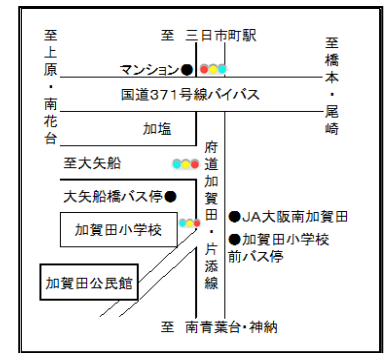 至 三日市町駅
至上原・南花台
至橋本・尾崎
マンション●
国道371号線バイパス
加塩
府道加賀田・片添線
至大矢船
大矢船橋バス停●
●JA大阪南加賀田
加賀田小学校
●加賀田小学校
前バス停
加賀田公民館
至 南青葉台・神納